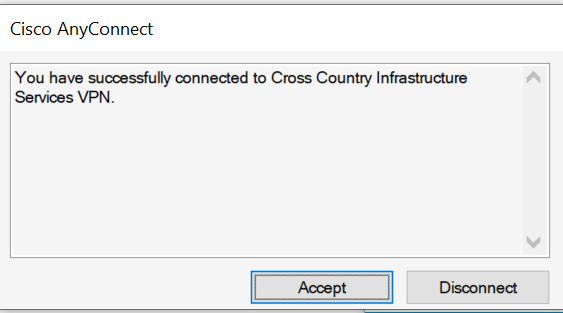 Cisco AnyConnect
You have successfully connected to Cross Country Infrastructure
Services VPN.
Accept
Disconnect